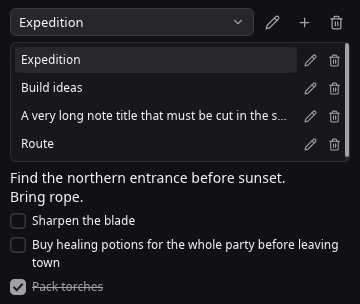 Expedition
Expedition
Build ideas
A very long note title that must be cut in the s...
Route
Find the northern entrance before sunset.
Bring rope.
Sharpen the blade
Buy healing potions for the whole party before leaving
town
Pack torches